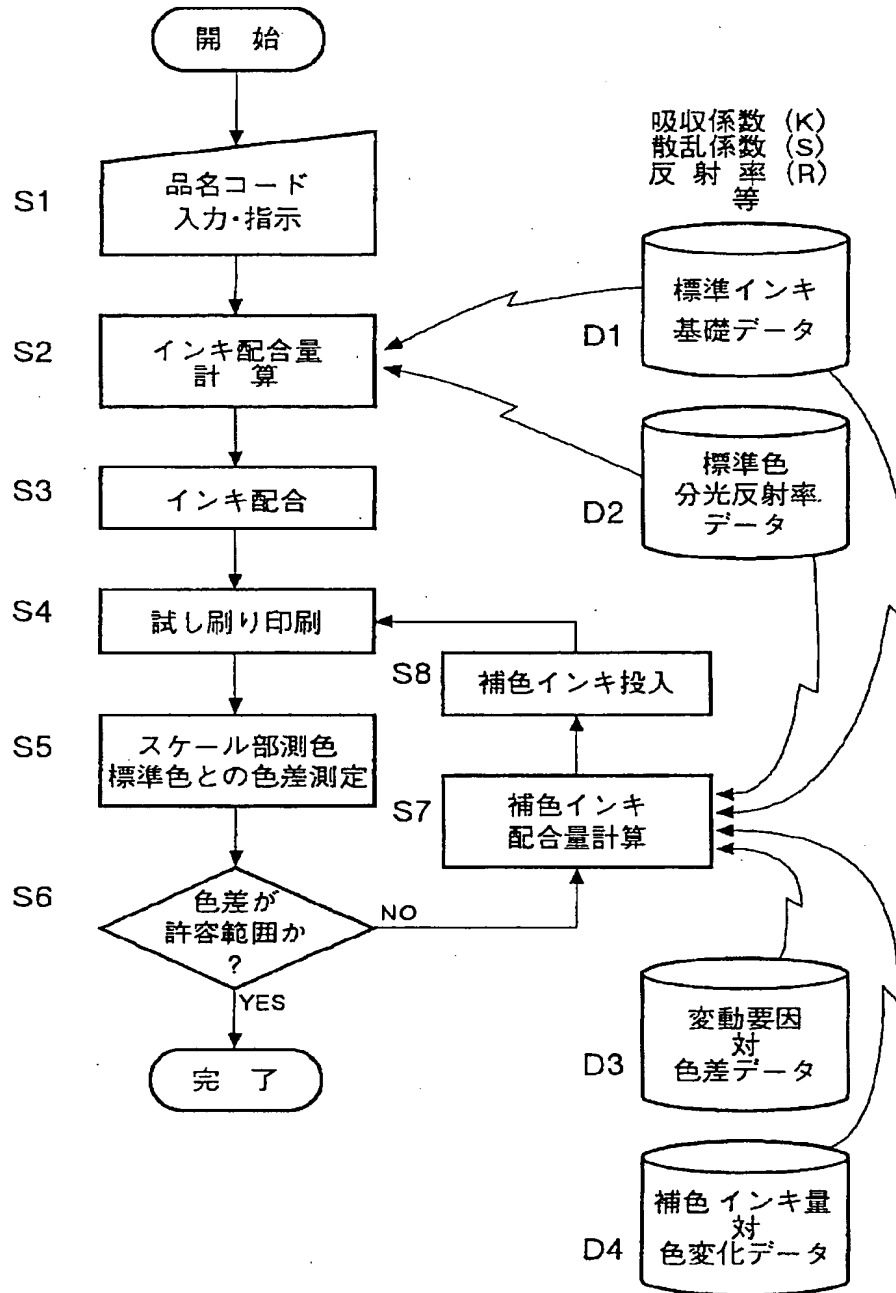 開 始
S1
品名コード
入力・指示
吸収係数 (K)
散乱係数 (S)
反 射 率 (R)
等
S2
インキ配合量
計 算
標準インキ
基礎データ
D1
S3
インキ配合
標準色
分光反射率
データ
D2
S4
試し刷り印刷
S8
補色インキ投入
S5
スケール部測色
標準色との色差測定
S7
補色インキ
配合量計算
S6
色差が
許容範囲か
?
NO
YES
完 了
変動要因
対
色差データ
D3
補色 インキ量
対
色変化データ
D4